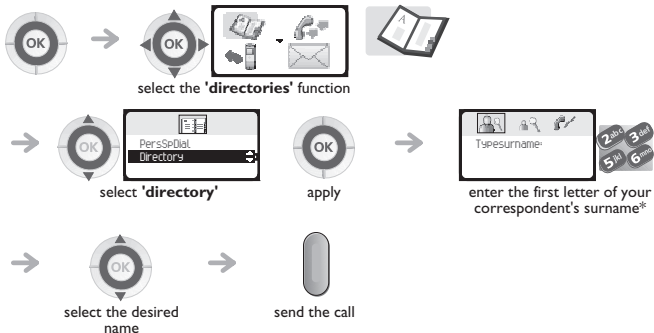 OK
OK
A
select the 'directories' function
OK
PersSpDial
Directory
OK
Typesurname:
2abc 3def
5jkl 6mno
select 'directory'
apply
enter the first letter of your
correspondent's surname*
OK
select the desired
name
send the call